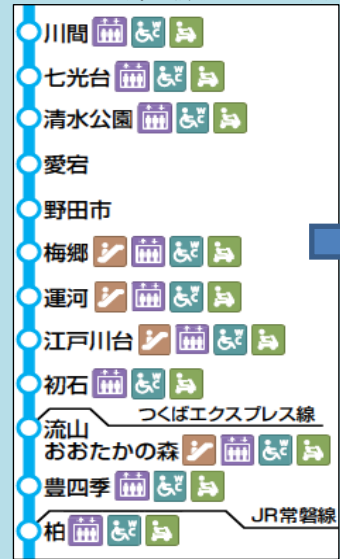 川間
七光台
清水公園
愛宕
野田市
梅郷
運河
江戸川台
初石
つくばエクスプレス線
流山
おおたかの森
豊四季
JR常磐線
柏